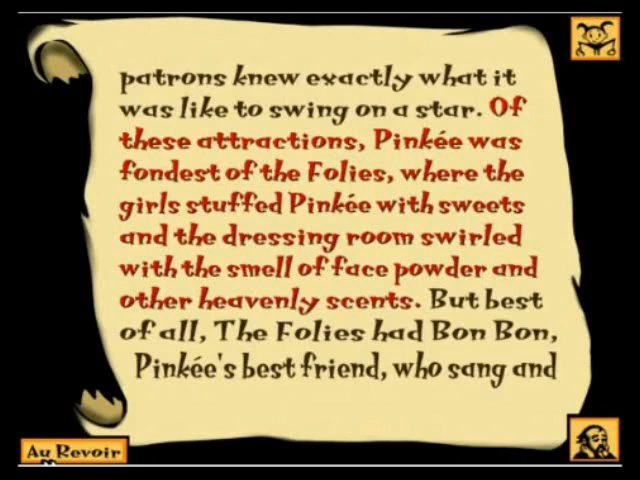 patrons knew exactly what it
was like to swing on a star. Of
these attractions, Pinkée was
fondest of the Folies, where the
girls stuffed Pinkée with sweets
and the dressing room swirled
with the smell of face powder and
other heavenly scents. But best
of all, The Folies had Bon Bon,
Pinkée's best friend, who sang and
Au Revoir